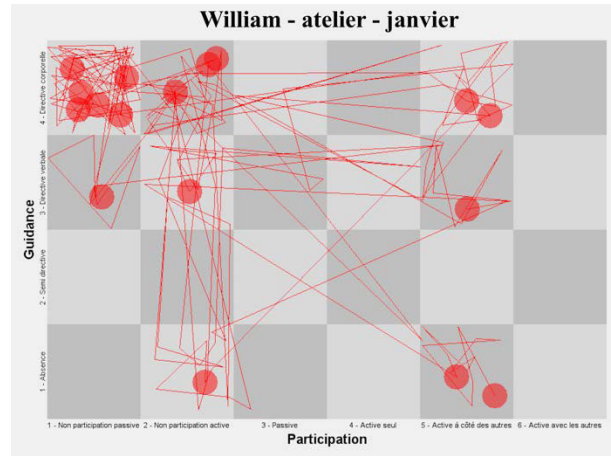 William - atelier - janvier
Guidance
4 - Directive corporelle
3 - Directive verbale
2 - Semi directive
1 - Absence
1 - Non participation passive
2 - Non participation active
3 - Passive
4 - Active seul
5 - Active à côté des autres
6 - Active avec les autres
Participation